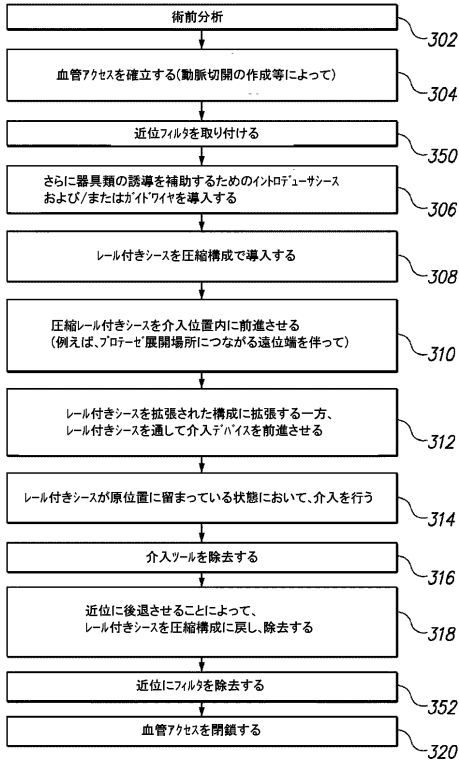 術前分析
302
血管アクセスを確立する(動脈切開の作成等によって)
304
近位フィルタを取り付ける
350
さらに器具類の誘導を補助するためのイントロデューサシース
および/またはガイドワイヤを導入する
306
レール付きシースを圧縮構成で導入する
308
圧縮レール付きシースを介入位置内に前進させる
(例えば、プロテーゼ展開場所につながる遠位端を伴って)
310
レール付きシースを拡張された構成に拡張する一方、
レール付きシースを通して介入デバイスを前進させる
312
レール付きシースが原位置に留まっている状態において、介入を行う
314
介入ツールを除去する
316
近位に後退させることによって、
レール付きシースを圧縮構成に戻し、除去する
318
近位にフィルタを除去する
352
血管アクセスを閉鎖する
320